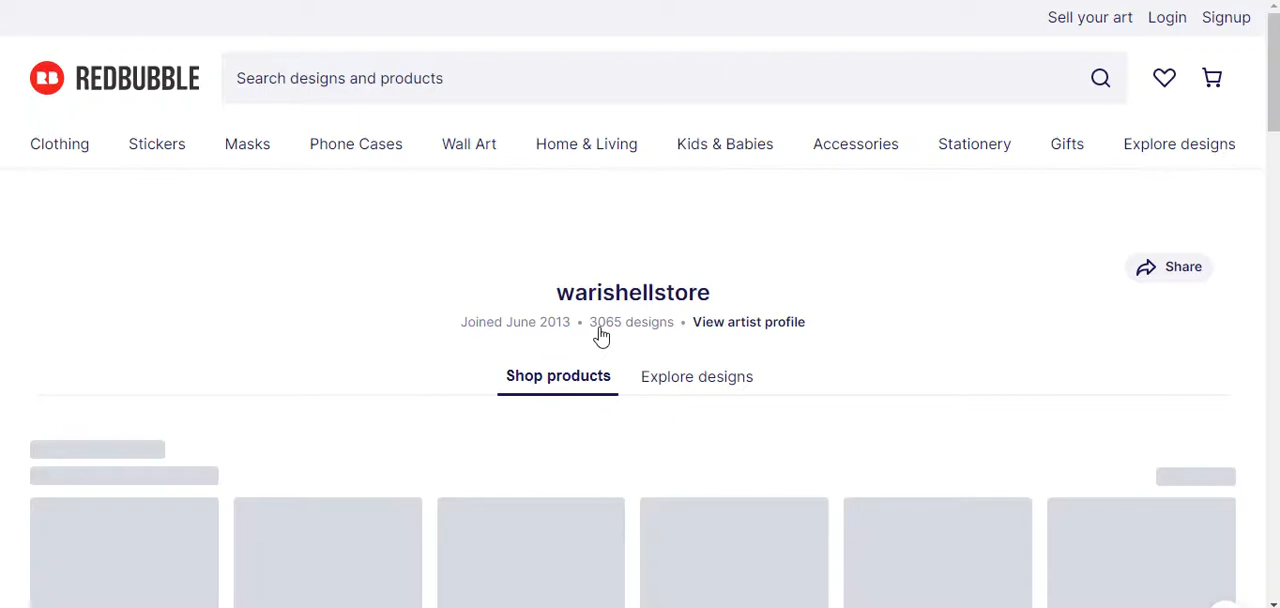 Sell your art Login Signup
RB REDBUBBLE Search designs and products
Clothing Stickers Masks Phone Cases Wall Art Home & Living Kids & Babies Accessories Stationery Gifts Explore designs
Share
warishellstore
Joined June 2013 • 3065 designs • View artist profile
Shop products Explore designs